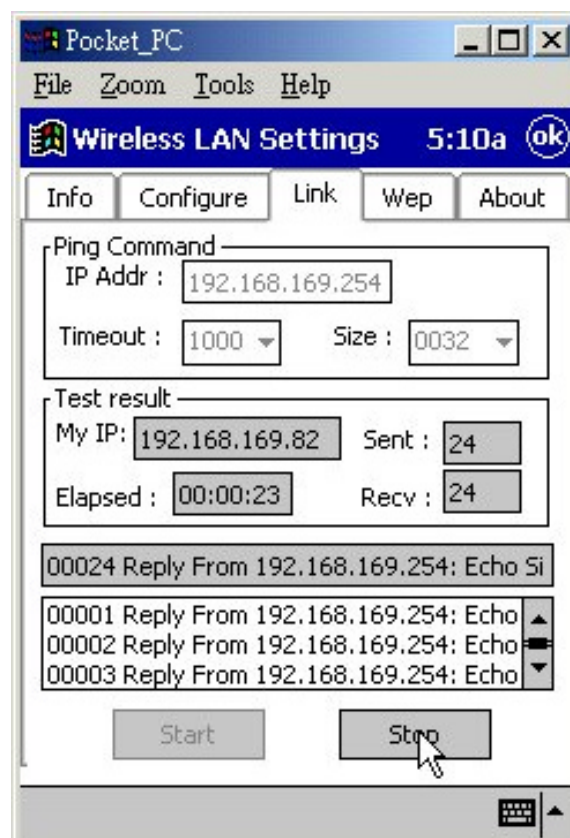 Pocket_PC
File Zoom Tools Help
Wireless LAN Settings 5:10a ok
Info Configure Link Wep About
Ping Command
IP Addr : 192.168.169.254
Timeout : 1000 Size : 0032
Test result
My IP: 192.168.169.82 Sent : 24
Elapsed : 00:00:23 Recv : 24
00024 Reply From 192.168.169.254: Echo Si
00001 Reply From 192.168.169.254: Echo
00002 Reply From 192.168.169.254: Echo
00003 Reply From 192.168.169.254: Echo
Start Stop